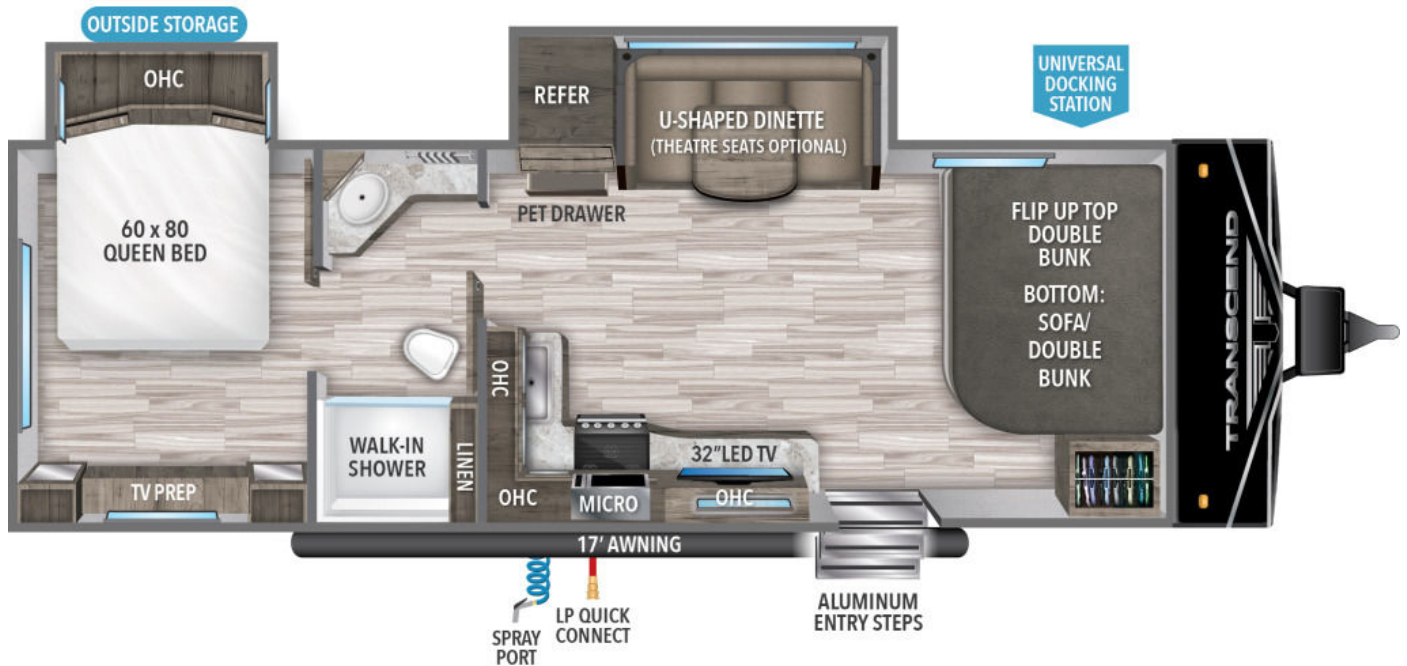 OUTSIDE STORAGE
OHC
60 x 80
QUEEN BED
TV PREP
WALK-IN
SHOWER
LINEN
REFER
PET DRAWER
U-SHAPED DINETTE
(THEATRE SEATS OPTIONAL)
OHC
OHC
MICRO
32"LED TV
OHC
UNIVERSAL
DOCKING
STATION
FLIP UP TOP
DOUBLE
BUNK
BOTTOM:
SOFA/
DOUBLE
BUNK
TRANSCEND
17' AWNING
SPRAY
PORT
LP QUICK
CONNECT
ALUMINUM
ENTRY STEPS